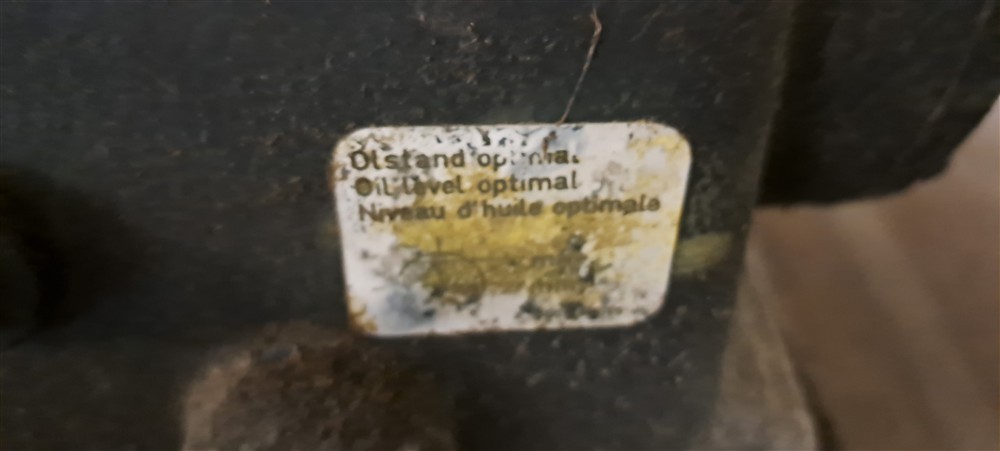 Ölstand optimal
Oil level optimal
Niveau d'huile optimale